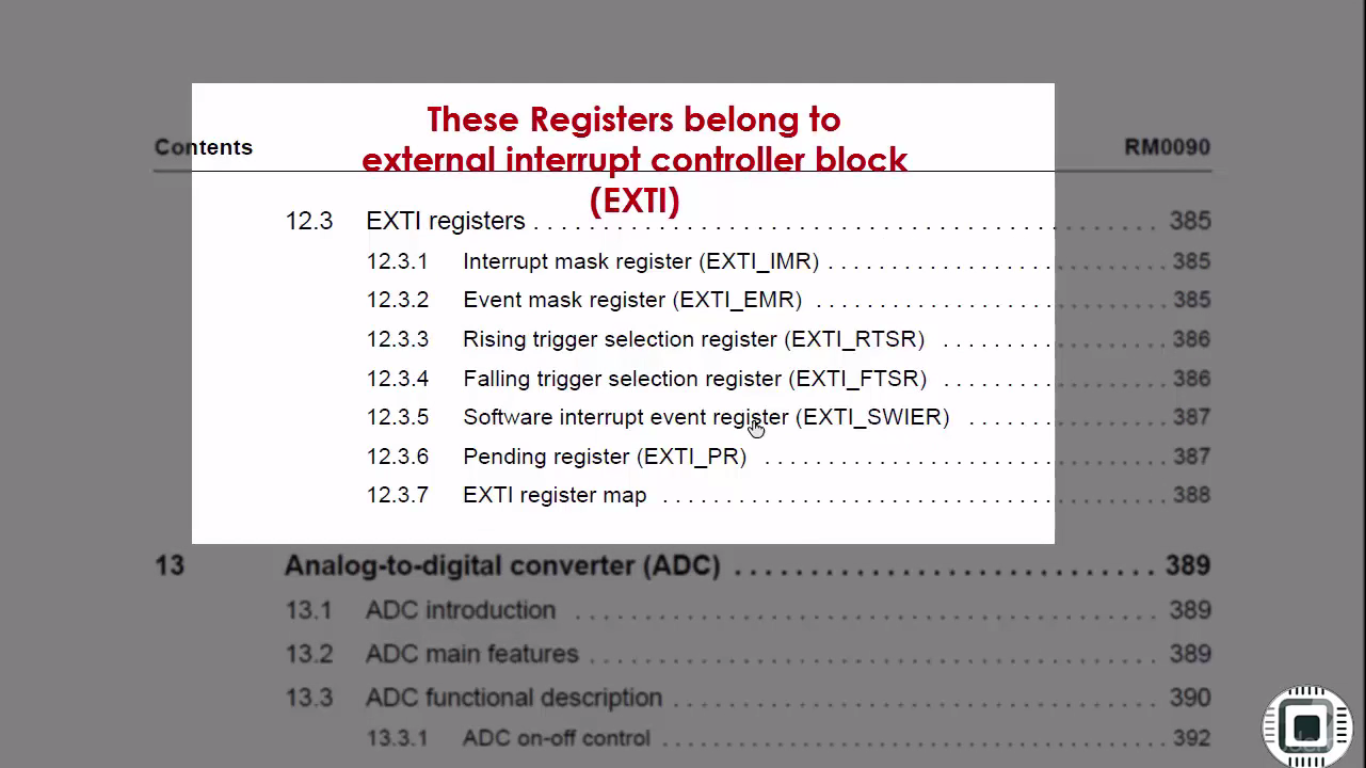 These Registers belong to
external interrupt controller block
(EXTI)
Contents RM0090
12.3 EXTI registers . . . . . . . . . . . . . . . . . . . . . . . . . . . . . . . . . . . . . . . 385
12.3.1 Interrupt mask register (EXTI_IMR) . . . . . . . . . . . . . . . . . . . . . . . 385
12.3.2 Event mask register (EXTI_EMR) . . . . . . . . . . . . . . . . . . . . . . . . 385
12.3.3 Rising trigger selection register (EXTI_RTSR) . . . . . . . . . . . . . . 386
12.3.4 Falling trigger selection register (EXTI_FTSR) . . . . . . . . . . . . . . 386
12.3.5 Software interrupt event register (EXTI_SWIER) . . . . . . . . . . . . 387
12.3.6 Pending register (EXTI_PR) . . . . . . . . . . . . . . . . . . . . . . . . . . . 387
12.3.7 EXTI register map . . . . . . . . . . . . . . . . . . . . . . . . . . . . . . . . . 388
13 Analog-to-digital converter (ADC) . . . . . . . . . . . . . . . . . . . . . . . . . . 389
13.1 ADC introduction . . . . . . . . . . . . . . . . . . . . . . . . . . . . . . . . . . . . 389
13.2 ADC main features . . . . . . . . . . . . . . . . . . . . . . . . . . . . . . . . . . . 389
13.3 ADC functional description . . . . . . . . . . . . . . . . . . . . . . . . . . . . . 390
13.3.1 ADC on-off control . . . . . . . . . . . . . . . . . . . . . . . . . . . . . . . . . 392